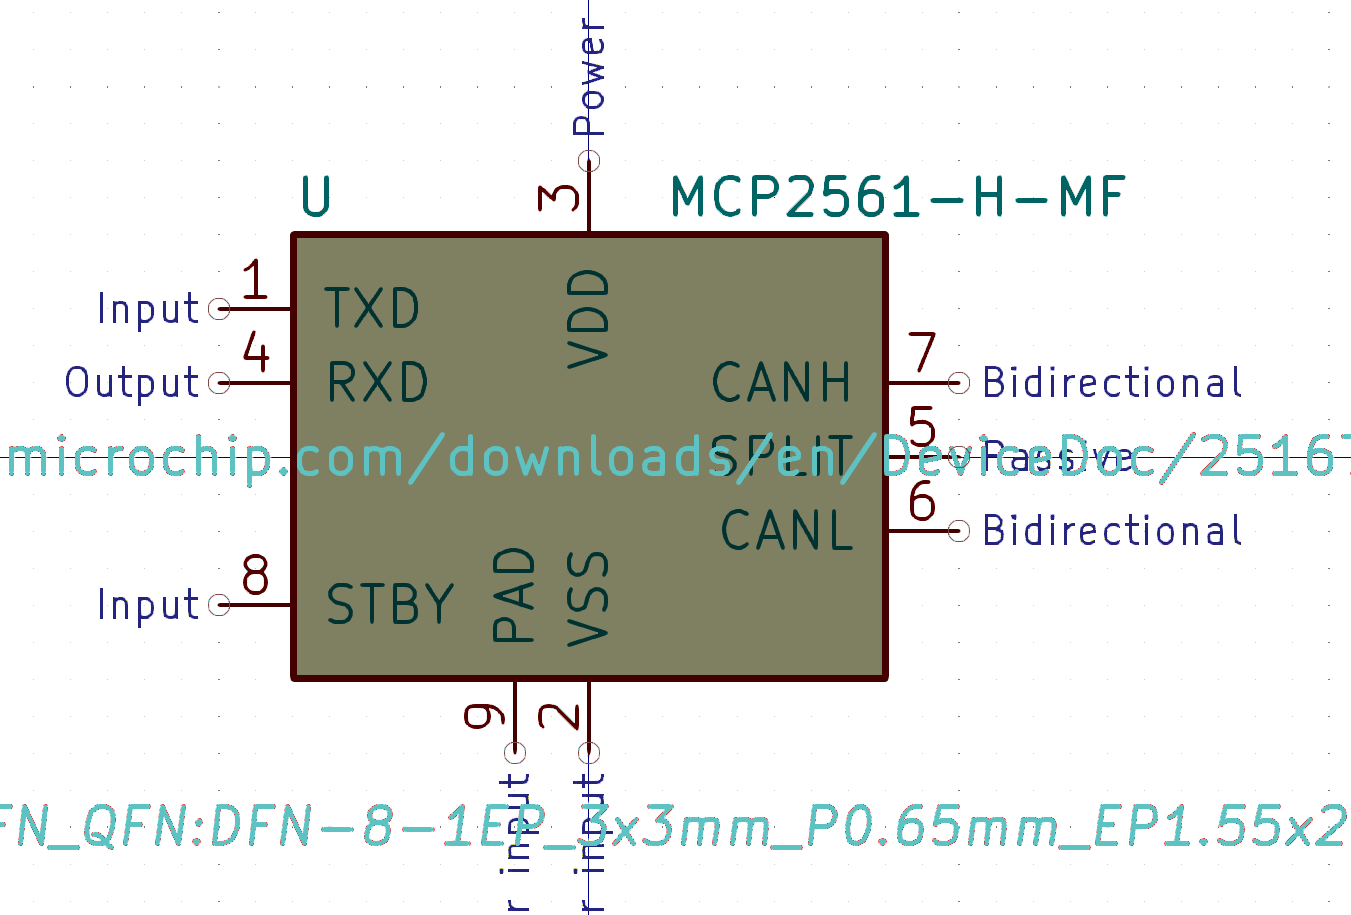 Power
3
U
MCP2561-H-MF
1
Input
TXD
VDD
4
Output
RXD
7
CANH
Bidirectional
5
SPLIT
Passive
microchip.com/downloads/en/DeviceDoc/25167
6
CANL
Bidirectional
8
Input
STBY
PAD
VSS
9
2
r input
r input
FN_QFN:DFN-8-1EP_3x3mm_P0.65mm_EP1.55x2